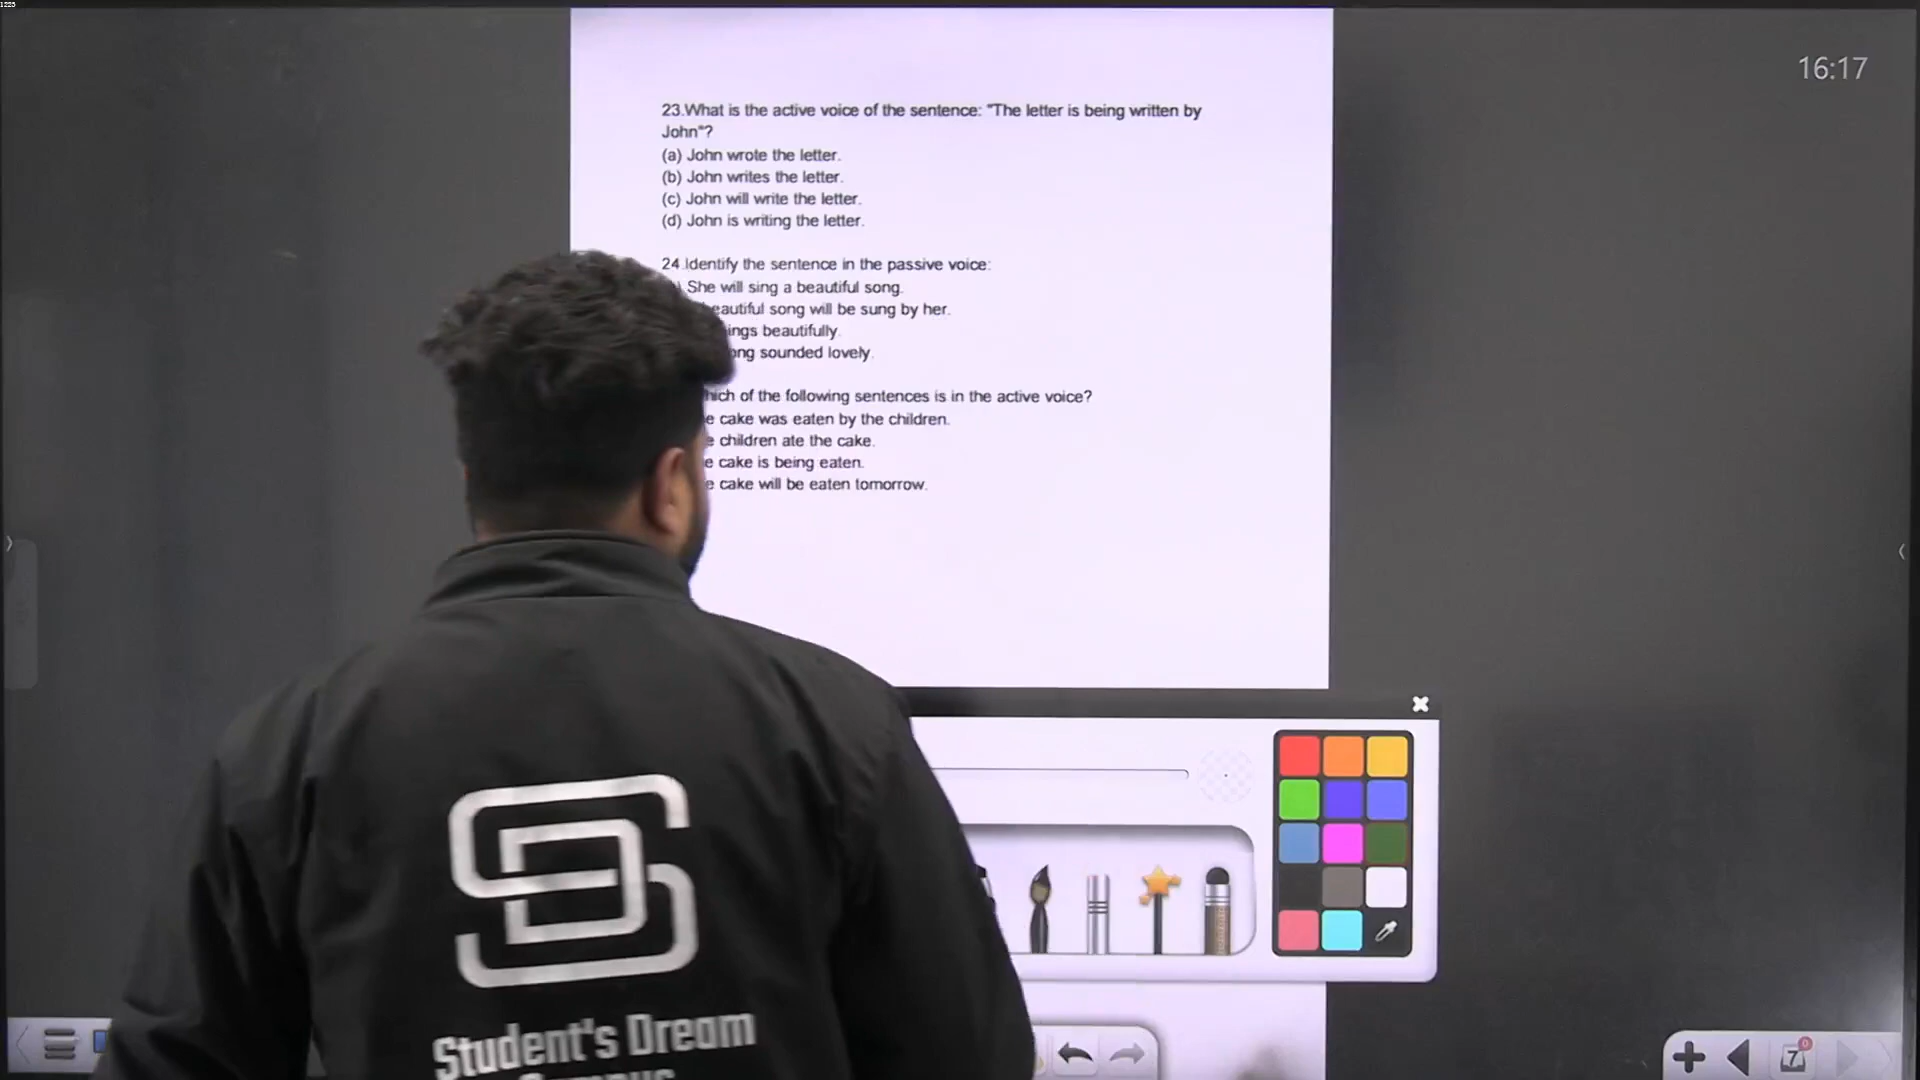 1225
16:17
23.What is the active voice of the sentence: "The letter is being written by
John"?
(a) John wrote the letter.
(b) John writes the letter.
(c) John will write the letter.
(d) John is writing the letter.
24.Identify the sentence in the passive voice:
She will sing a beautiful song.
song will be sung by her.
beautifully.
sounded lovely.
of the following sentences is in the active voice?
cake was eaten by the children.
children ate the cake.
cake is being eaten.
cake will be eaten tomorrow.
SD
Student's Dream
7
0